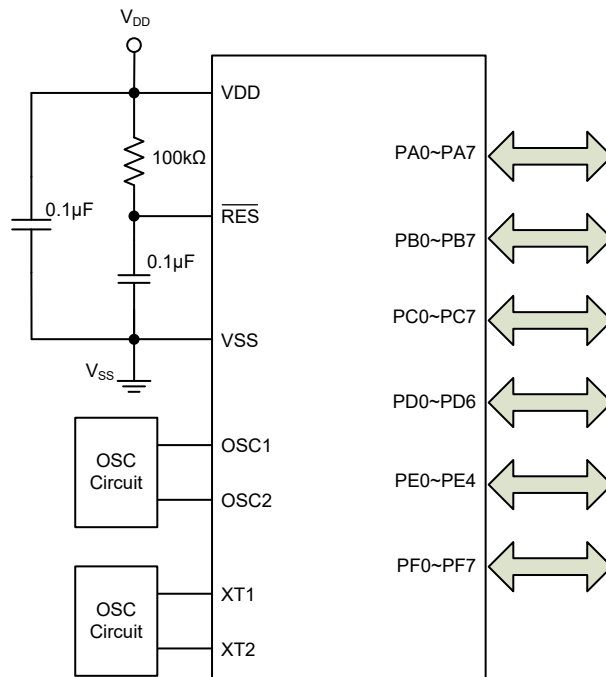 VDD
VDD
100kΩ
PA0~PA7
0.1µF
RES
0.1µF
PB0~PB7
PC0~PC7
VSS
VSS
PD0~PD6
OSC
Circuit
OSC1
OSC2
PE0~PE4
PF0~PF7
OSC
Circuit
XT1
XT2